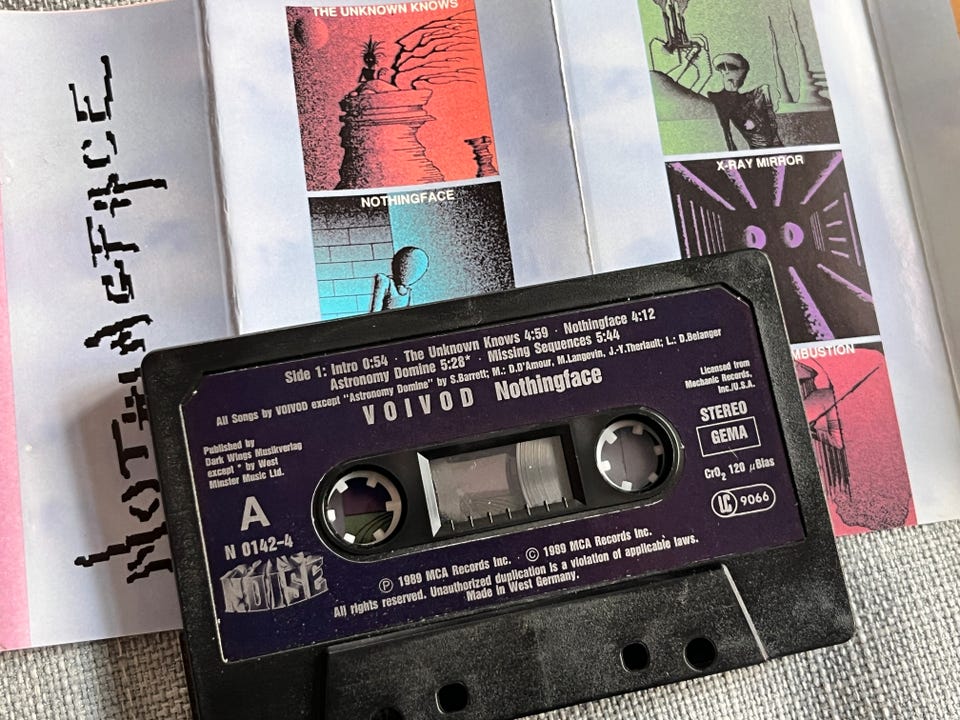 THE UNKNOWN KNOWS
NOTHINGFACE
NOTHINGFACE
X-RAY MIRROR
MBUSTION
Side 1: Intro 0:54 · The Unknown Knows 4:59 · Nothingface 4:12
Astronomy Domine 5:28* · Missing Sequences 5:44
All Songs by VOIVOD except "Astronomy Domine" by S.Barrett; M.: D.D'Amour, M.Langevin, J.-Y.Theriault; L.: D.Belanger
VOIVOD Nothingface
Published by
Dark Wings Musikverlag
except * by West
Minster Music Ltd.
Licensed from
Mechanic Records,
Inc./U.S.A.
STEREO
GEMA
CrO2 120 µBias
LC 9066
A
N 0142-4
NOISE
Ⓟ 1989 MCA Records Inc. · © 1989 MCA Records Inc.
All rights reserved. Unauthorized duplication is a violation of applicable laws.
Made in West Germany.